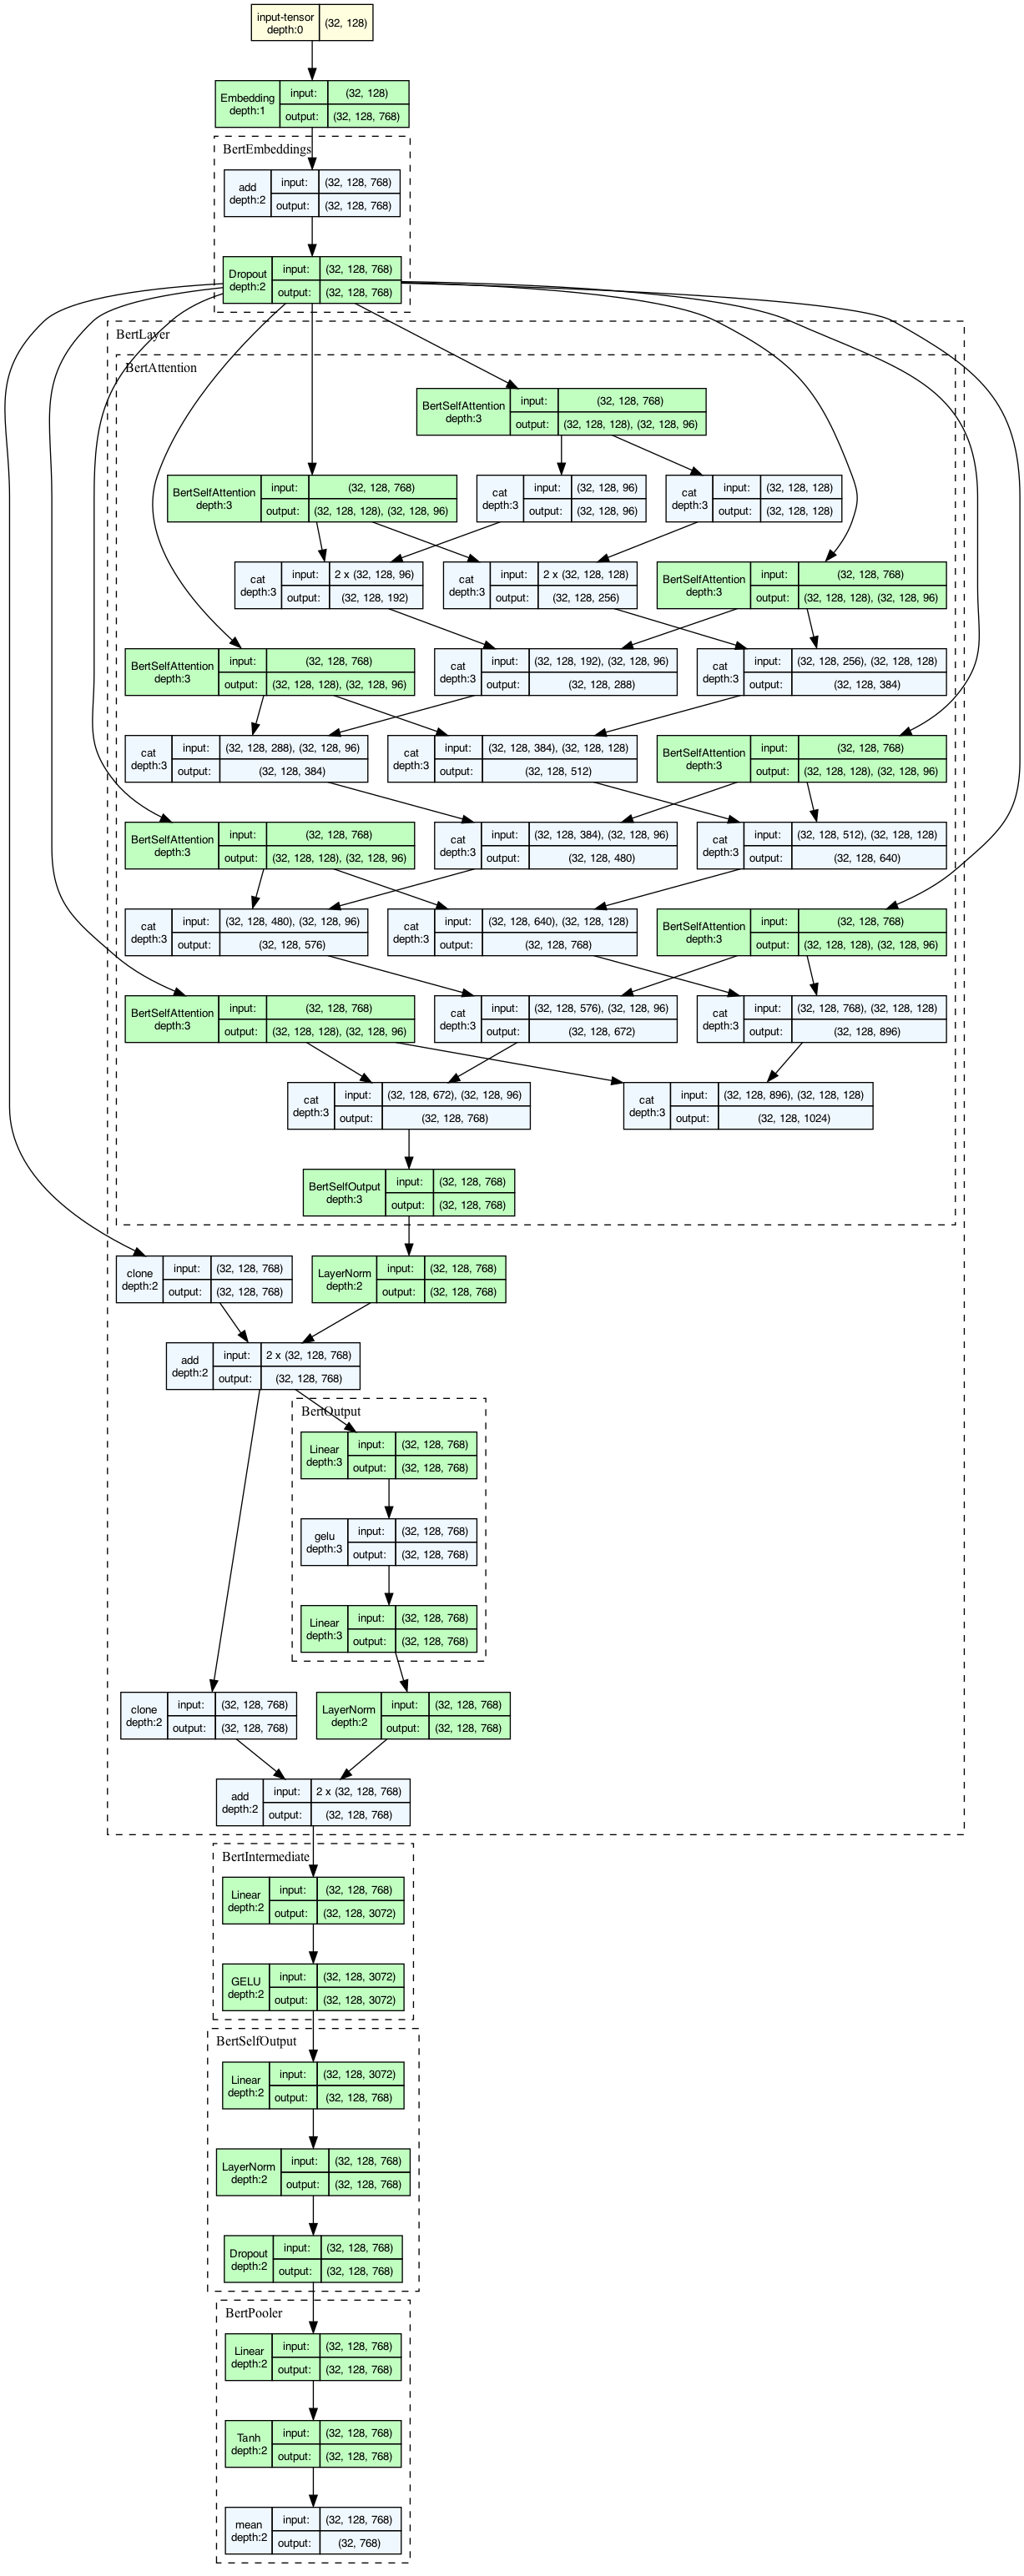 input-tensor
depth:0
(32, 128)
Embedding
depth:1
input:
(32, 128)
output:
(32, 128, 768)
BertEmbeddings
add
depth:2
input:
(32, 128, 768)
output:
(32, 128, 768)
Dropout
depth:2
input:
(32, 128, 768)
output:
(32, 128, 768)
BertLayer
BertAttention
BertSelfAttention
depth:3
input:
(32, 128, 768)
output:
(32, 128, 128), (32, 128, 96)
BertSelfAttention
depth:3
input:
(32, 128, 768)
output:
(32, 128, 128), (32, 128, 96)
cat
depth:3
input:
(32, 128, 96)
output:
(32, 128, 96)
cat
depth:3
input:
(32, 128, 128)
output:
(32, 128, 128)
cat
depth:3
input:
2 x (32, 128, 96)
output:
(32, 128, 192)
cat
depth:3
input:
2 x (32, 128, 128)
output:
(32, 128, 256)
BertSelfAttention
depth:3
input:
(32, 128, 768)
output:
(32, 128, 128), (32, 128, 96)
BertSelfAttention
depth:3
input:
(32, 128, 768)
output:
(32, 128, 128), (32, 128, 96)
cat
depth:3
input:
(32, 128, 192), (32, 128, 96)
output:
(32, 128, 288)
cat
depth:3
input:
(32, 128, 256), (32, 128, 128)
output:
(32, 128, 384)
cat
depth:3
input:
(32, 128, 288), (32, 128, 96)
output:
(32, 128, 384)
cat
depth:3
input:
(32, 128, 384), (32, 128, 128)
output:
(32, 128, 512)
BertSelfAttention
depth:3
input:
(32, 128, 768)
output:
(32, 128, 128), (32, 128, 96)
BertSelfAttention
depth:3
input:
(32, 128, 768)
output:
(32, 128, 128), (32, 128, 96)
cat
depth:3
input:
(32, 128, 384), (32, 128, 96)
output:
(32, 128, 480)
cat
depth:3
input:
(32, 128, 512), (32, 128, 128)
output:
(32, 128, 640)
cat
depth:3
input:
(32, 128, 480), (32, 128, 96)
output:
(32, 128, 576)
cat
depth:3
input:
(32, 128, 640), (32, 128, 128)
output:
(32, 128, 768)
BertSelfAttention
depth:3
input:
(32, 128, 768)
output:
(32, 128, 128), (32, 128, 96)
BertSelfAttention
depth:3
input:
(32, 128, 768)
output:
(32, 128, 128), (32, 128, 96)
cat
depth:3
input:
(32, 128, 576), (32, 128, 96)
output:
(32, 128, 672)
cat
depth:3
input:
(32, 128, 768), (32, 128, 128)
output:
(32, 128, 896)
cat
depth:3
input:
(32, 128, 672), (32, 128, 96)
output:
(32, 128, 768)
cat
depth:3
input:
(32, 128, 896), (32, 128, 128)
output:
(32, 128, 1024)
BertSelfOutput
depth:3
input:
(32, 128, 768)
output:
(32, 128, 768)
clone
depth:2
input:
(32, 128, 768)
output:
(32, 128, 768)
LayerNorm
depth:2
input:
(32, 128, 768)
output:
(32, 128, 768)
add
depth:2
input:
2 x (32, 128, 768)
output:
(32, 128, 768)
BertOutput
Linear
depth:3
input:
(32, 128, 768)
output:
(32, 128, 768)
gelu
depth:3
input:
(32, 128, 768)
output:
(32, 128, 768)
Linear
depth:3
input:
(32, 128, 768)
output:
(32, 128, 768)
clone
depth:2
input:
(32, 128, 768)
output:
(32, 128, 768)
LayerNorm
depth:2
input:
(32, 128, 768)
output:
(32, 128, 768)
add
depth:2
input:
2 x (32, 128, 768)
output:
(32, 128, 768)
BertIntermediate
Linear
depth:2
input:
(32, 128, 768)
output:
(32, 128, 3072)
GELU
depth:2
input:
(32, 128, 3072)
output:
(32, 128, 3072)
BertSelfOutput
Linear
depth:2
input:
(32, 128, 3072)
output:
(32, 128, 768)
LayerNorm
depth:2
input:
(32, 128, 768)
output:
(32, 128, 768)
Dropout
depth:2
input:
(32, 128, 768)
output:
(32, 128, 768)
BertPooler
Linear
depth:2
input:
(32, 128, 768)
output:
(32, 128, 768)
Tanh
depth:2
input:
(32, 128, 768)
output:
(32, 128, 768)
mean
depth:2
input:
(32, 128, 768)
output:
(32, 768)